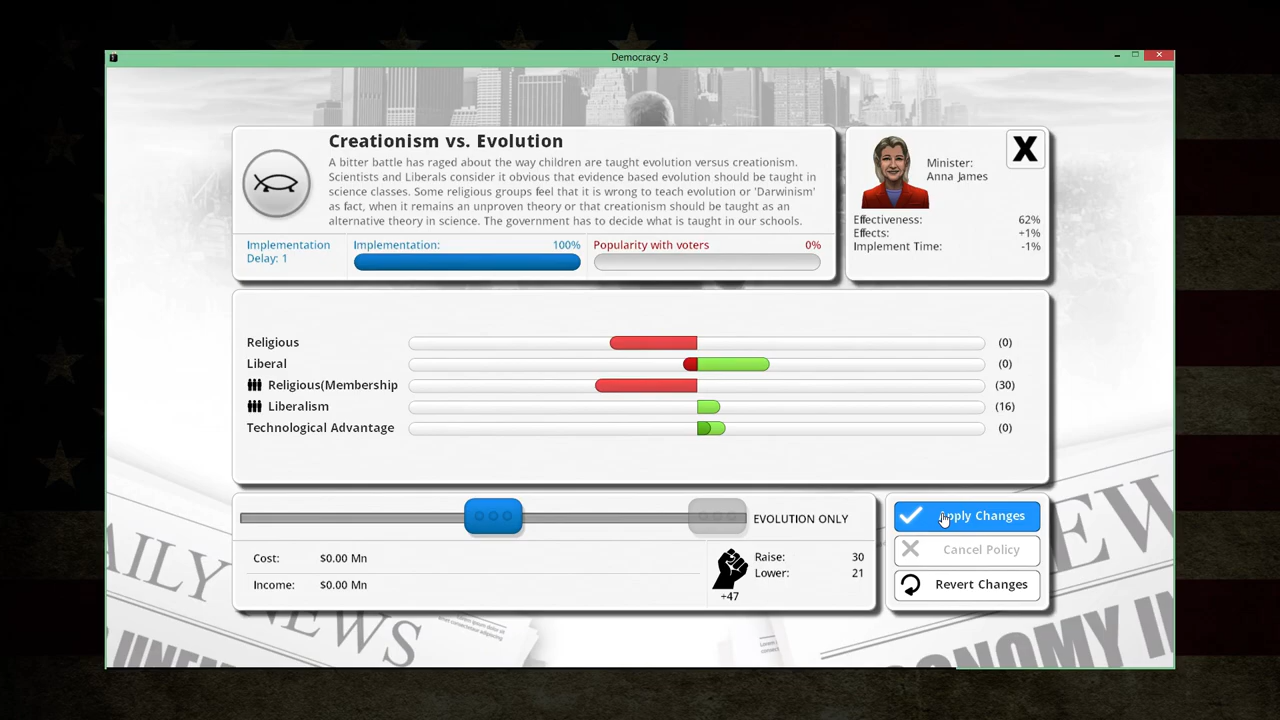 Democracy 3
Creationism vs. Evolution
A bitter battle has raged about the way children are taught evolution versus creationism.
Scientists and Liberals consider it obvious that evidence based evolution should be taught in
science classes. Some religious groups feel that it is wrong to teach evolution or 'Darwinism'
as fact, when it remains an unproven theory or that creationism should be taught as an
alternative theory in science. The government has to decide what is taught in our schools.
Implementation
Delay: 1
Implementation: 100%
Popularity with voters 0%
Minister:
Anna James
X
Effectiveness: 62%
Effects: +1%
Implement Time: -1%
Religious (0)
Liberal (0)
Religious(Membership (30)
Liberalism (16)
Technological Advantage (0)
EVOLUTION ONLY
Cost: $0.00 Mn
Income: $0.00 Mn
+47
Raise: 30
Lower: 21
Apply Changes
Cancel Policy
Revert Changes
AILY NEWS
NEW
ONOMY IN